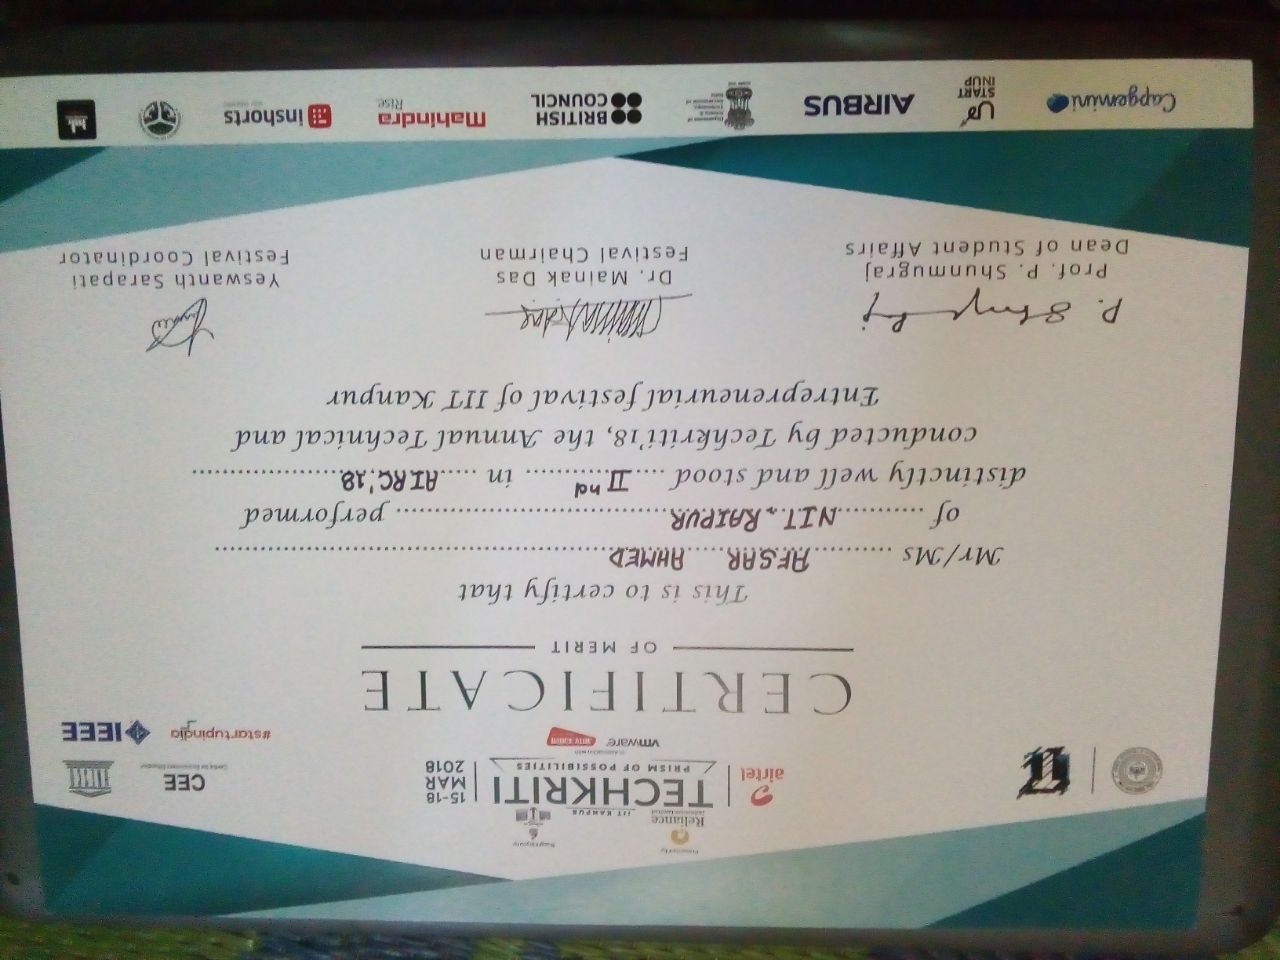 Reliance
airtel
TECHKRITI
IIT KANPUR
PRISM OF POSSIBILITIES
15-18
MAR
2018
vmware
CEE
#startupindia
IEEE
CERTIFICATE
OF MERIT
This is to certify that
Mr/Ms ........ AFSAR AHMED ........
of ........ NIT RAIPUR ........ performed
distinctly well and stood .... IInd .... in .... AIRC'18 ....
conducted by Techkriti'18, the Annual Technical and
Entrepreneurial festival of IIT Kanpur
Prof. P. Shunmugraj
Dean of Student Affairs
Dr. Mainak Das
Festival Chairman
Yeswanth Sarapati
Festival Coordinator
Capgemini
START
INUP
AIRBUS
BRITISH
COUNCIL
Mahindra
Rise.
inshorts